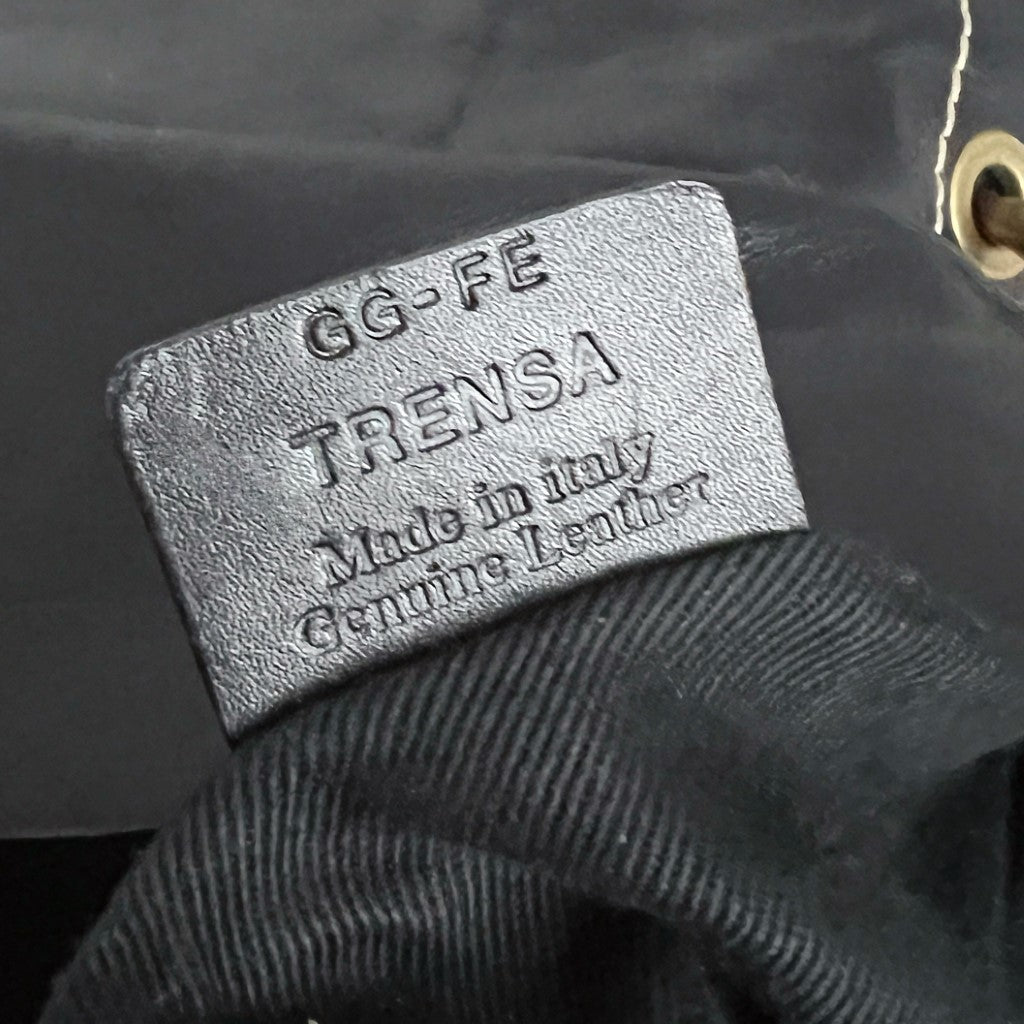 GG-FE
TRENSA
Made in italy
Genuine Leather